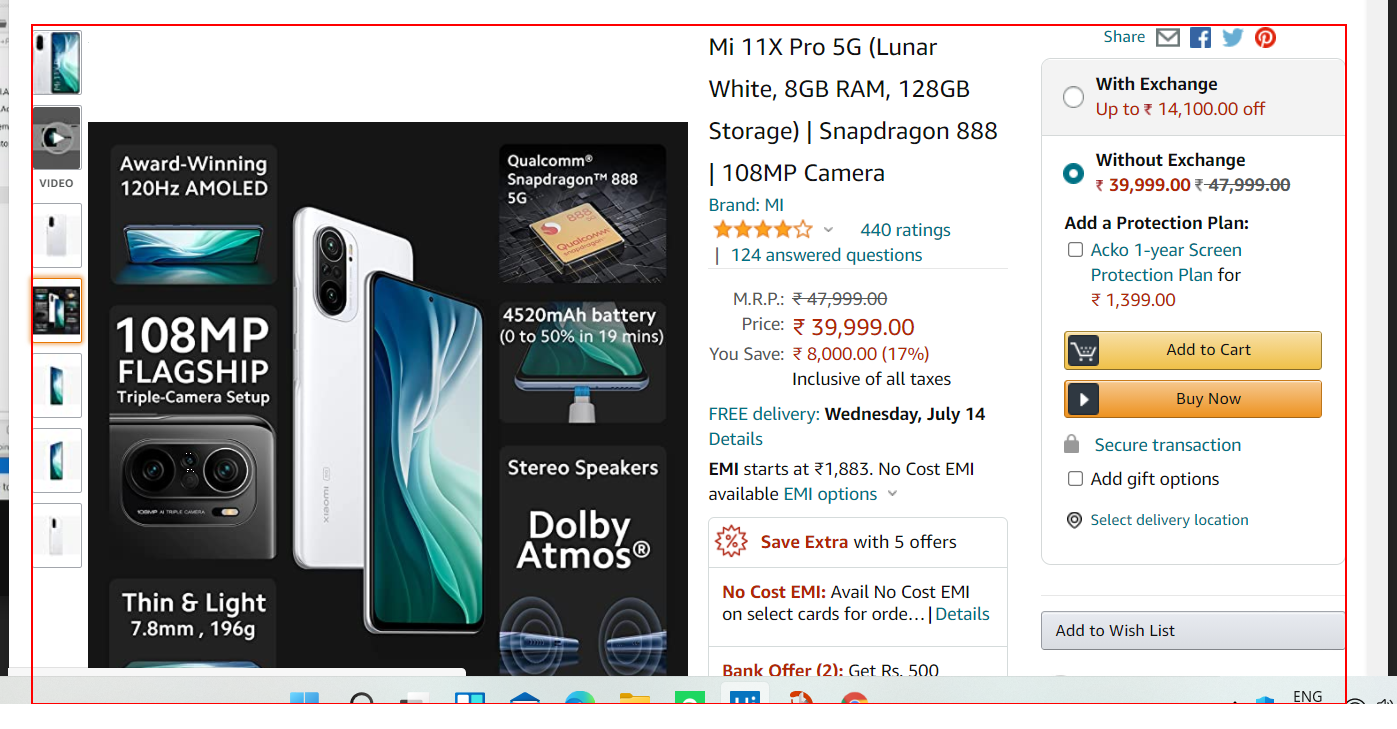 Share
Mi 11X Pro 5G (Lunar
White, 8GB RAM, 128GB
Storage) | Snapdragon 888
| 108MP Camera
Brand: MI
440 ratings
| 124 answered questions
M.R.P.: ₹ 47,999.00
Price: ₹ 39,999.00
You Save: ₹ 8,000.00 (17%)
Inclusive of all taxes
FREE delivery: Wednesday, July 14
Details
EMI starts at ₹1,883. No Cost EMI
available EMI options
Save Extra with 5 offers
No Cost EMI: Avail No Cost EMI
on select cards for orde... | Details
Bank Offer (2): Get Rs. 500
VIDEO
Award-Winning
120Hz AMOLED
108MP
FLAGSHIP
Triple-Camera Setup
108MP AI TRIPLE CAMERA
Thin & Light
7.8mm , 196g
xiaomi
Qualcomm®
Snapdragon™ 888
5G
888
Qualcomm
snapdragon
4520mAh battery
(0 to 50% in 19 mins)
Stereo Speakers
Dolby
Atmos®
With Exchange
Up to ₹ 14,100.00 off
Without Exchange
₹ 39,999.00 ₹ 47,999.00
Add a Protection Plan:
Acko 1-year Screen
Protection Plan for
₹ 1,399.00
Add to Cart
Buy Now
Secure transaction
Add gift options
Select delivery location
Add to Wish List
ENG